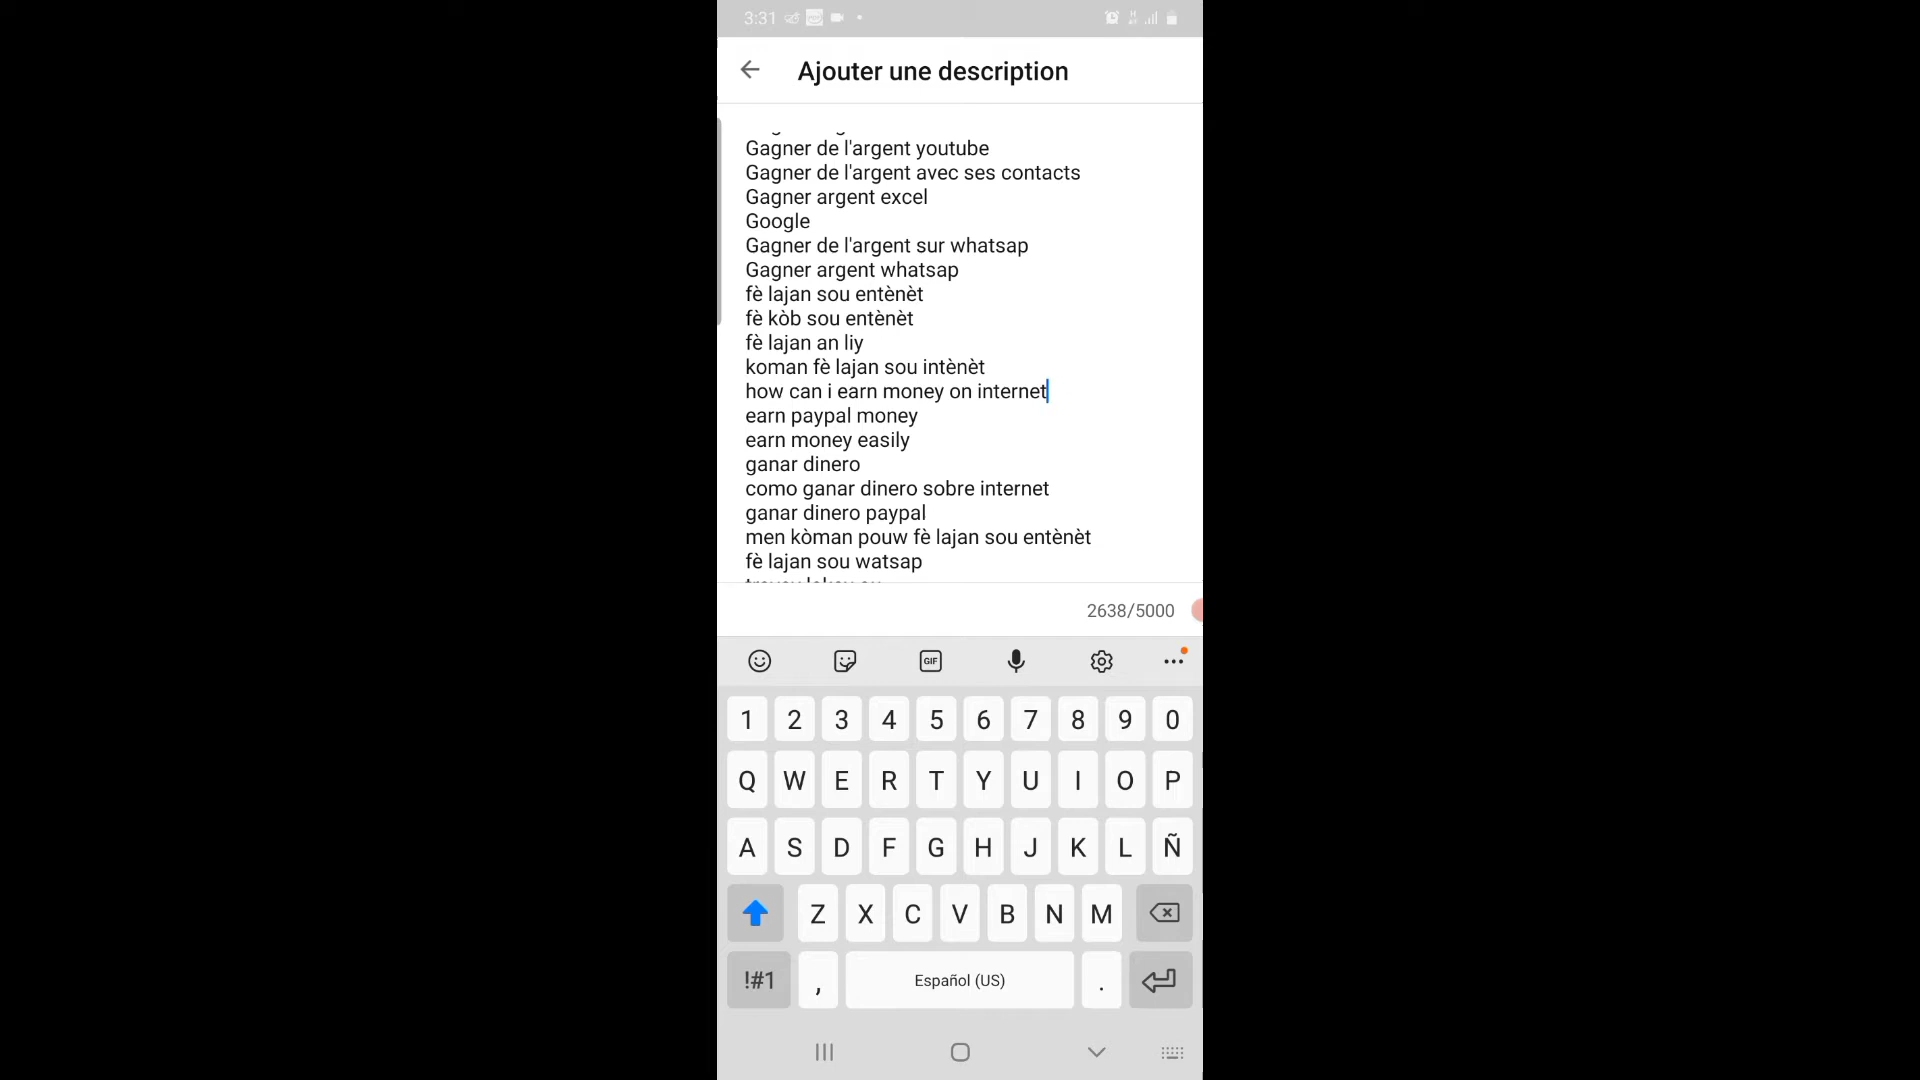 3:31
Ajouter une description
Gagner de l'argent youtube
Gagner de l'argent avec ses contacts
Gagner argent excel
Google
Gagner de l'argent sur whatsap
Gagner argent whatsap
fè lajan sou entènèt
fè kòb sou entènèt
fè lajan an liy
koman fè lajan sou intènèt
how can i earn money on internet
earn paypal money
earn money easily
ganar dinero
como ganar dinero sobre internet
ganar dinero paypal
men kòman pouw fè lajan sou entènèt
fè lajan sou watsap
2638/5000
GIF
1 2 3 4 5 6 7 8 9 0
Q W E R T Y U I O P
A S D F G H J K L Ñ
Z X C V B N M
!#1 , Español (US) .